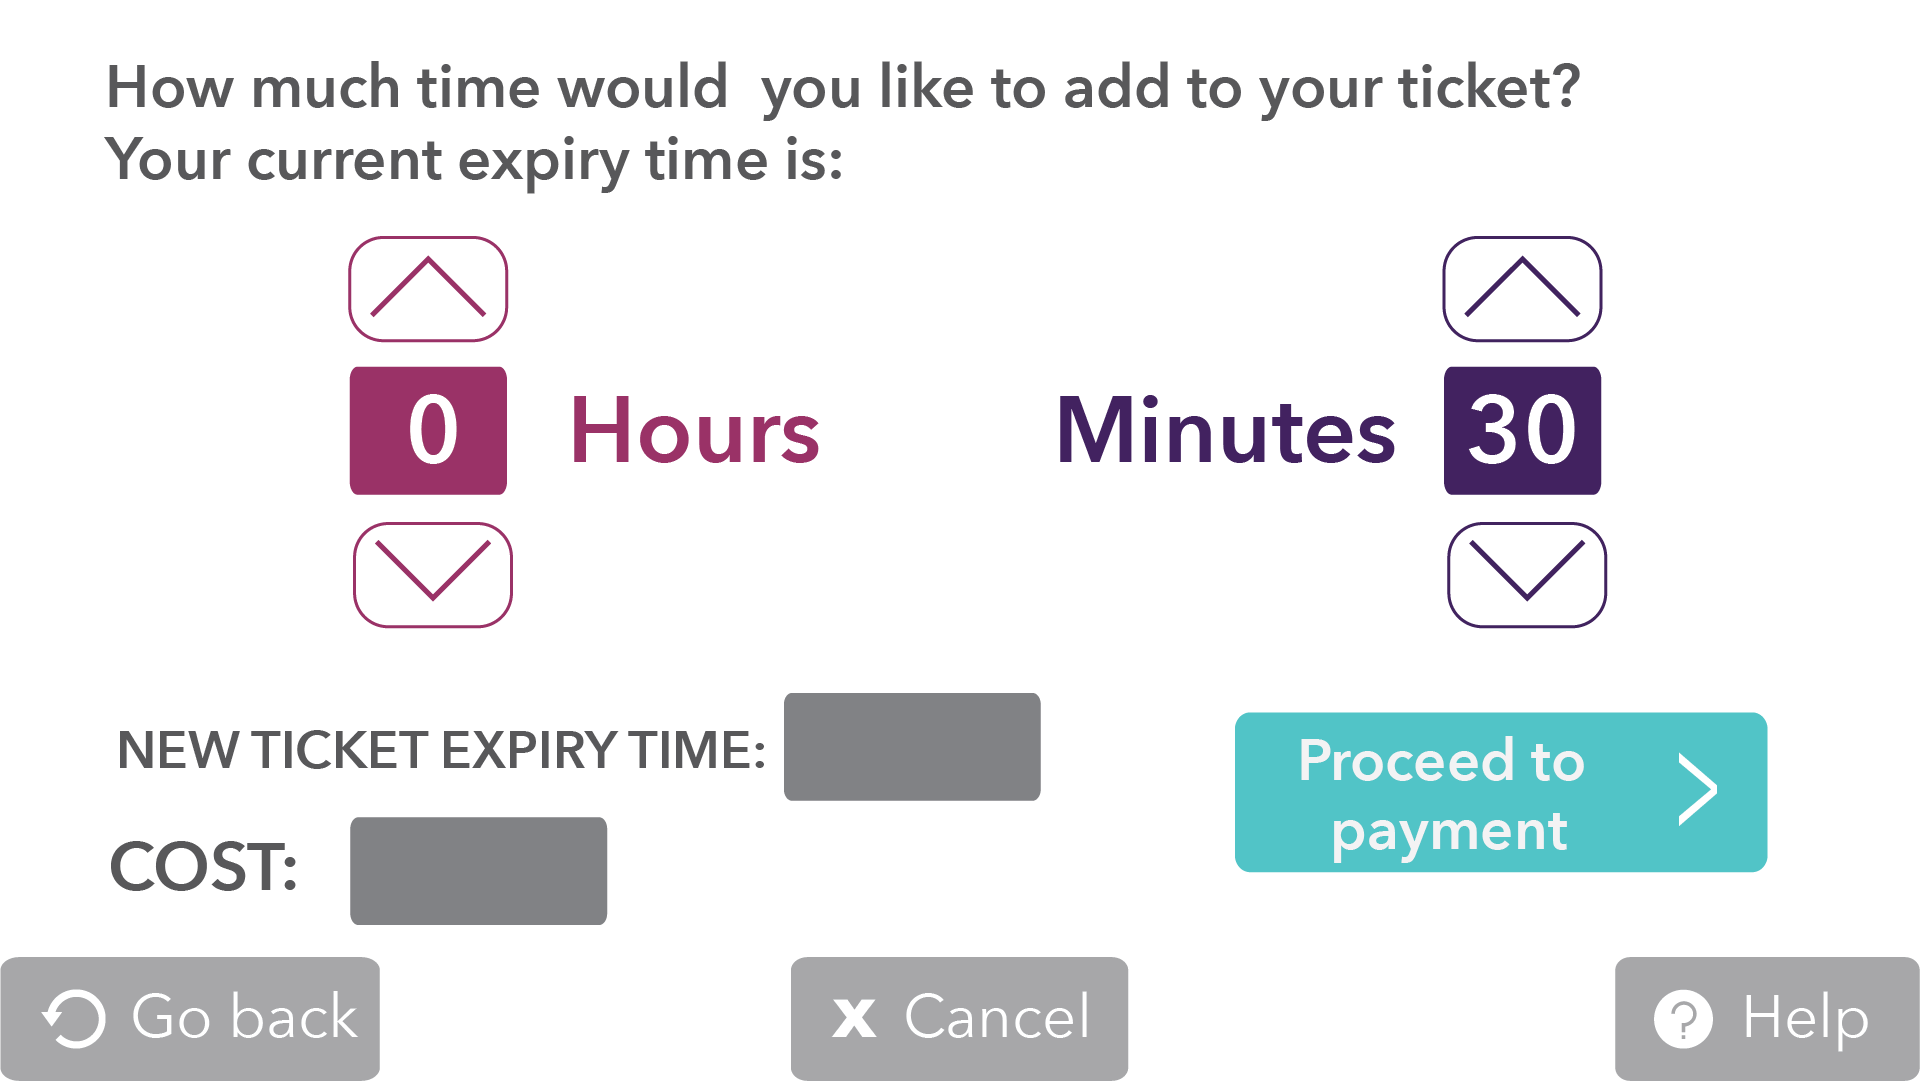 How much time would  you like to add to your ticket?
Your current expiry time is:
0 Hours
Minutes 30
NEW TICKET EXPIRY TIME:
Proceed to
payment
COST:
Go back
x Cancel
? Help